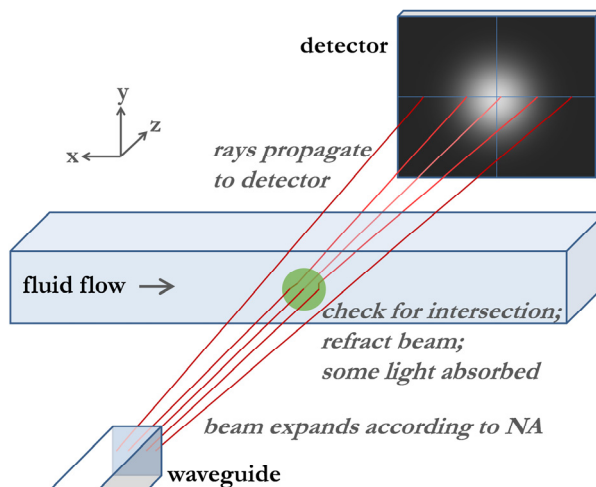 detector
y
z
x
rays propagate
to detector
fluid flow
check for intersection;
refract beam;
some light absorbed
beam expands according to NA
waveguide